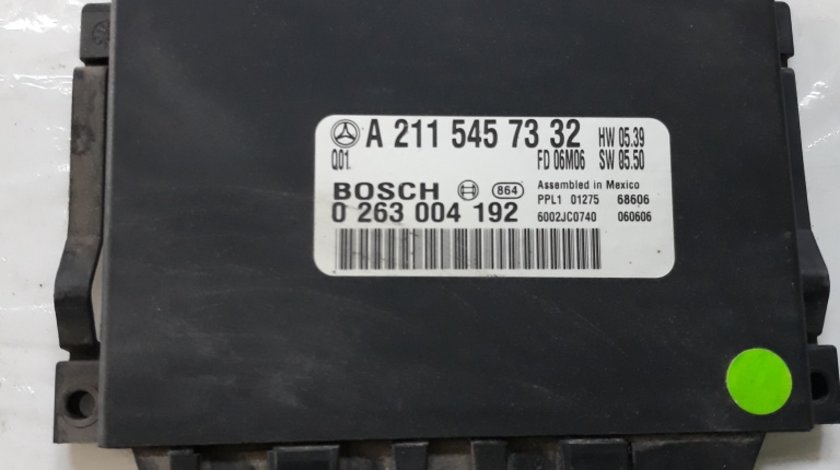 A 211 545 73 32 HW 05.39
Q01 FD 06M06 SW 85.50
BOSCH 864 Assembled in Mexico
PPL1 01275 68606
0 263 004 192 6002JC0740 060606